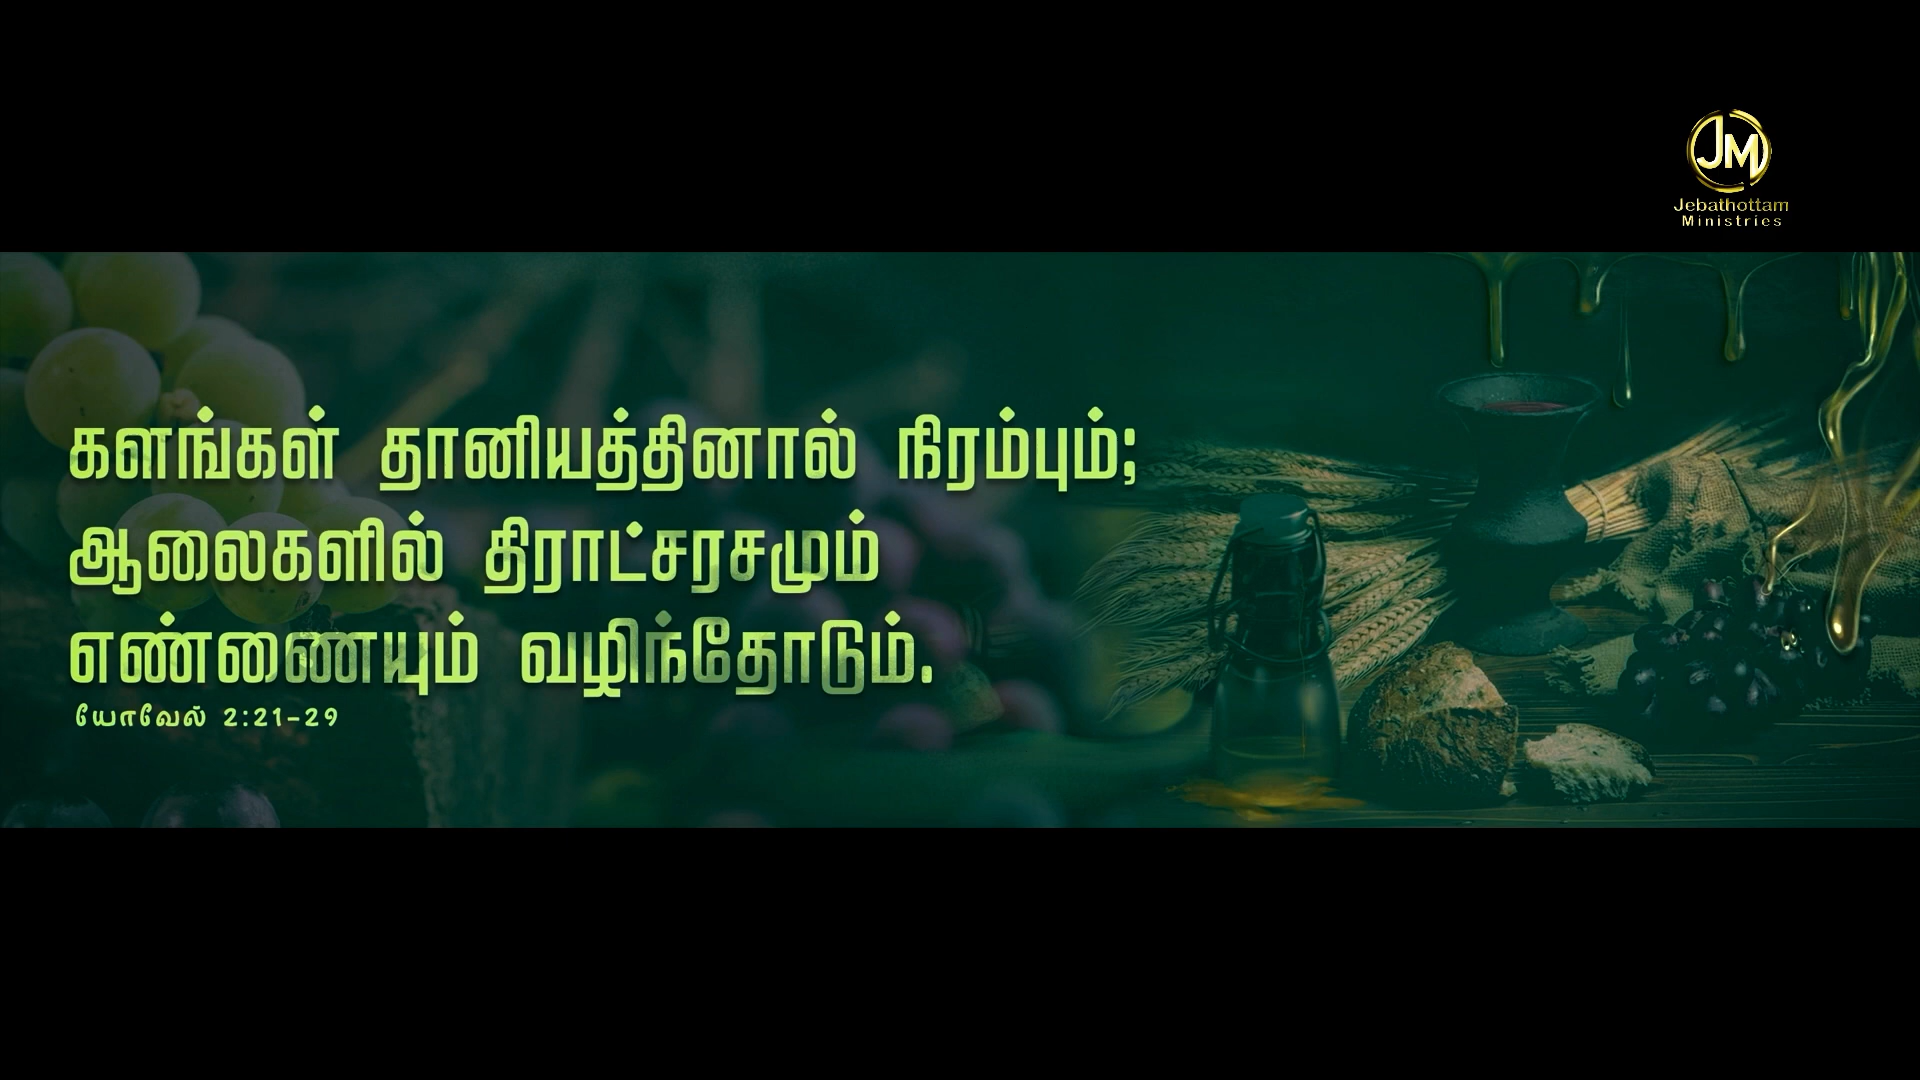 JM
Jebathottam
Ministries
களங்கள் தானியத்தினால் நிரம்பும்;
ஆலைகளில் திராட்சரசமும்
எண்ணையும் வழிந்தோடும்.
யோவேல் 2:21-29